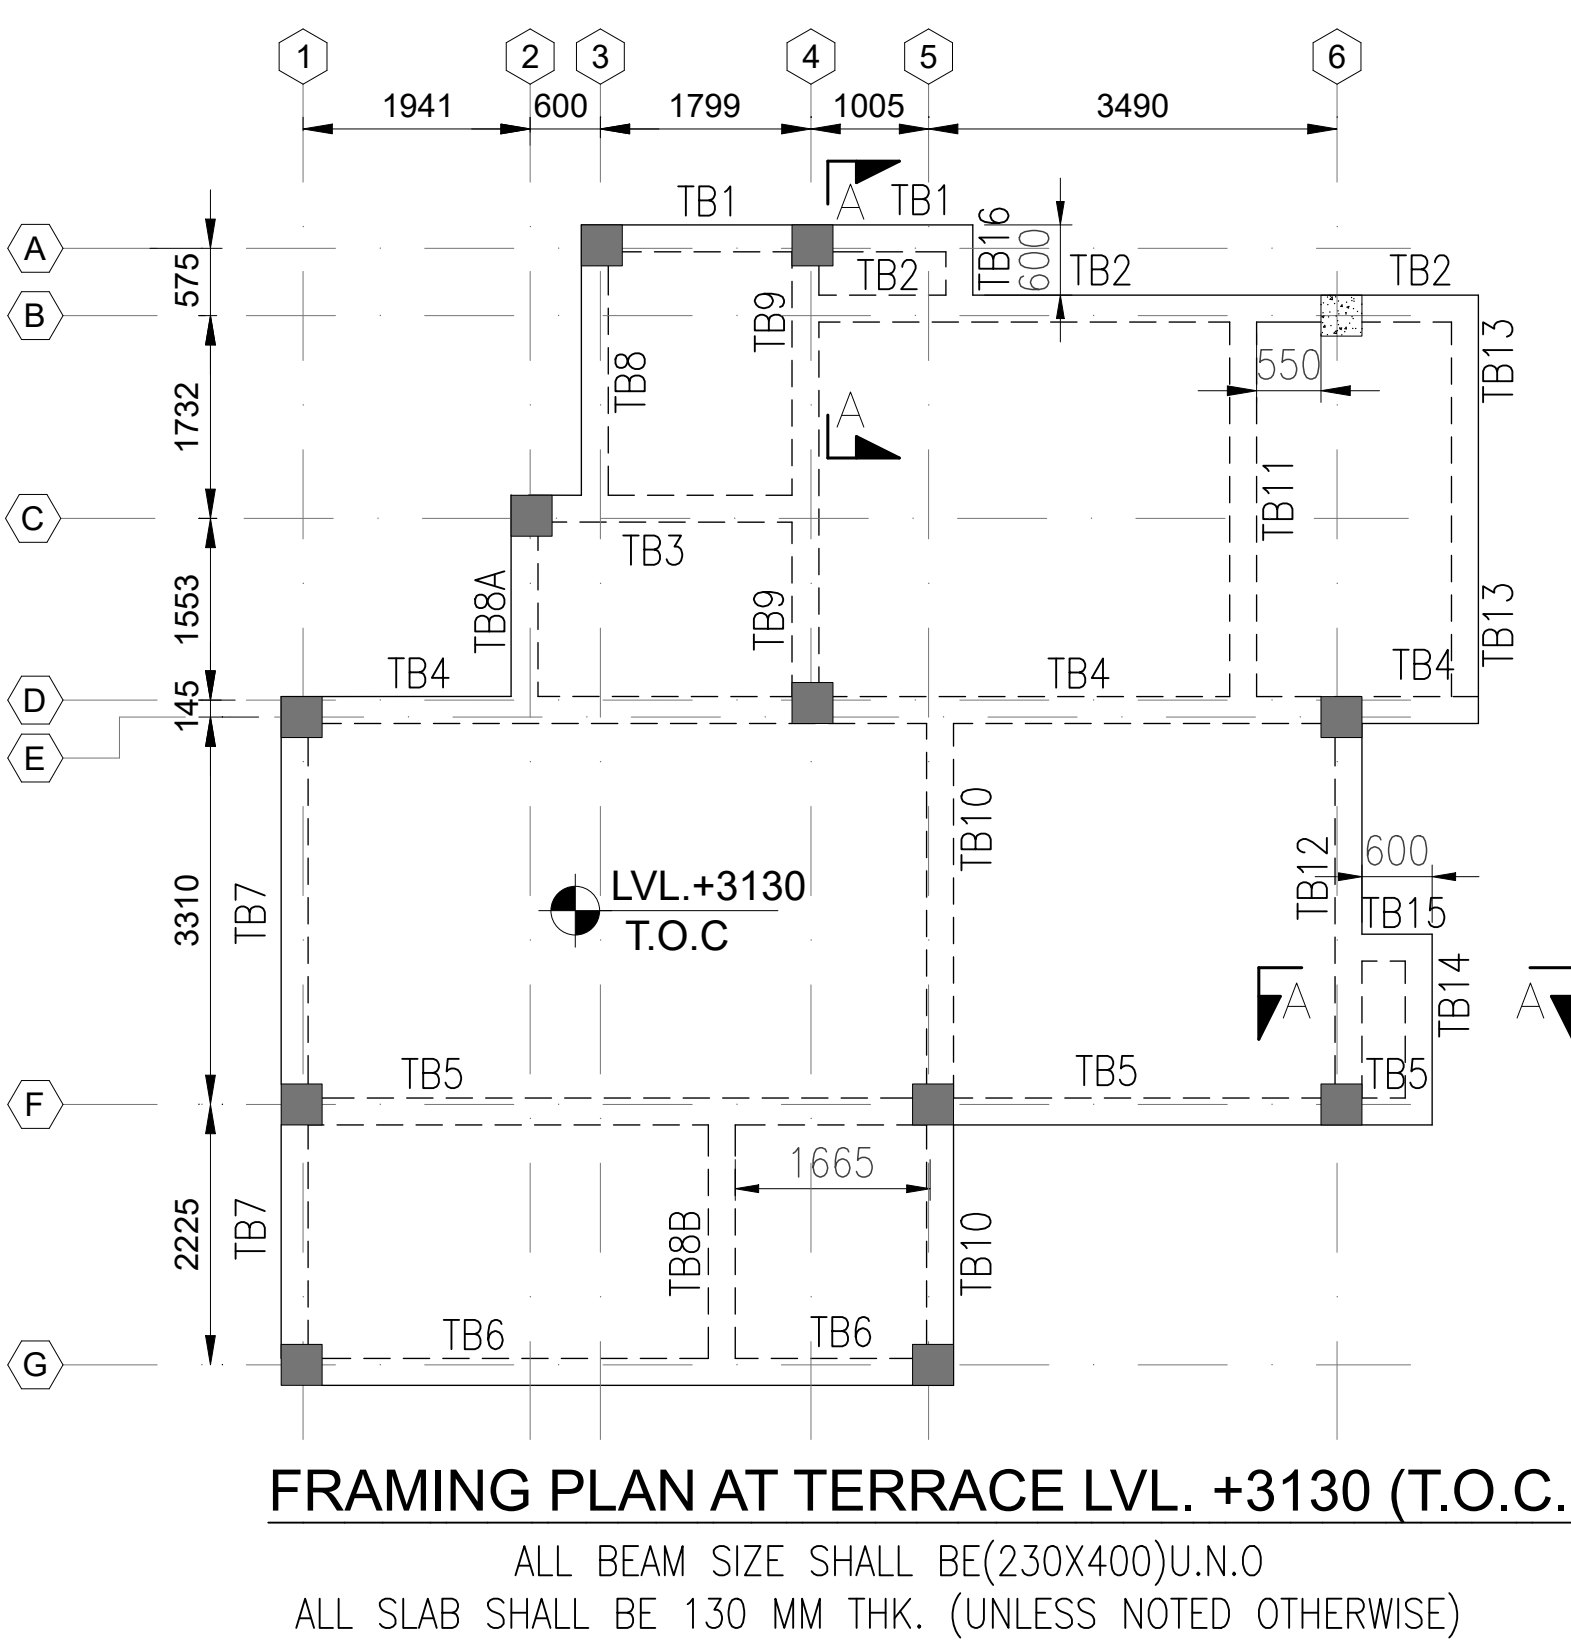 1 2 3 4 5 6
1941 600 1799 1005 3490
A
B
C
D
E
F
G
575
1732
1553
145
3310
2225
TB1 A TB1 TB16 600
TB2 TB2 TB2
TB8 TB9 A 550 TB13
TB11
TB3
TB8A TB9 TB13
TB4 TB4 TB4
TB10
LVL.+3130
T.O.C
TB7 TB12 600
TB15
A TB14 A
TB5 TB5 TB5
1665
TB7 TB8B TB10
TB6 TB6
FRAMING PLAN AT TERRACE LVL. +3130 (T.O.C.
ALL BEAM SIZE SHALL BE(230X400)U.N.O
ALL SLAB SHALL BE 130 MM THK. (UNLESS NOTED OTHERWISE)